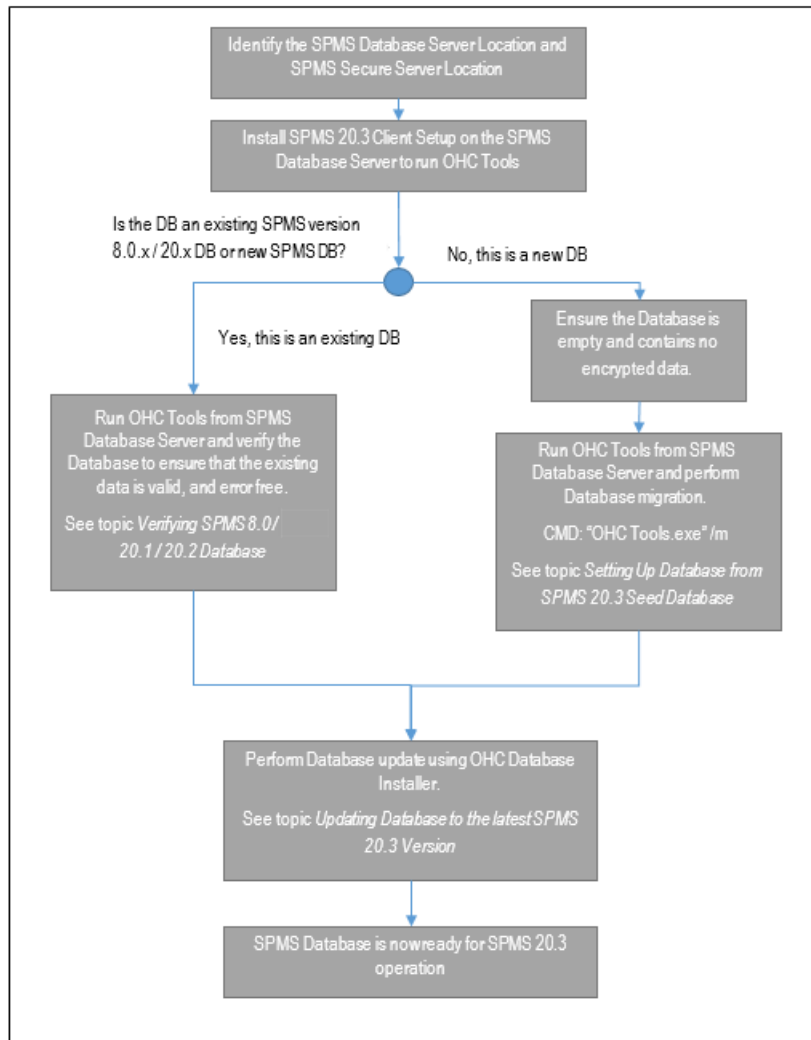 Identify the SPMS Database Server Location and
SPMS Secure Server Location
Install SPMS 20.3 Client Setup on the SPMS
Database Server to run OHC Tools
Is the DB an existing SPMS version
8.0.x / 20.x DB or new SPMS DB?
No, this is a new DB
Yes, this is an existing DB
Ensure the Database is
empty and contains no
encrypted data.
Run OHC Tools from SPMS
Database Server and verify the
Database to ensure that the existing
data is valid, and error free.
See topic Verifying SPMS 8.0/
20.1 / 20.2 Database
Run OHC Tools from SPMS
Database Server and perform
Database migration.
CMD: “OHC Tools.exe” /m
See topic Setting Up Database from
SPMS 20.3 Seed Database
Perform Database update using OHC Database
Installer.
See topic Updating Database to the latest SPMS
20.3 Version
SPMS Database is now ready for SPMS 20.3
operation